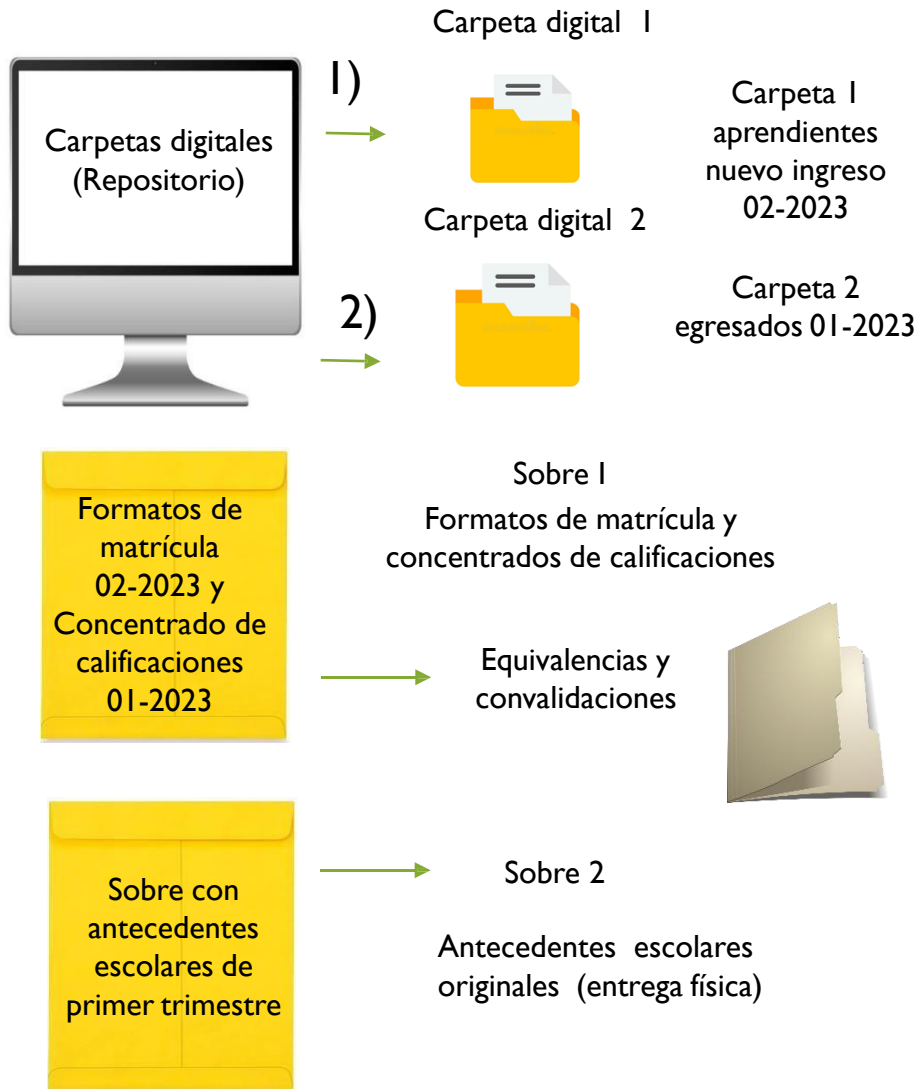 Carpeta digital 1
1)
Carpetas digitales
(Repositorio)
Carpeta 1
aprendientes
nuevo ingreso
02-2023
Carpeta digital 2
2)
Carpeta 2
egresados 01-2023
Formatos de
matrícula
02-2023 y
Concentrado de
calificaciones
01-2023
Sobre 1
Formatos de matrícula y
concentrados de calificaciones
Equivalencias y
convalidaciones
Sobre con
antecedentes
escolares de
primer trimestre
Sobre 2
Antecedentes escolares
originales (entrega física)